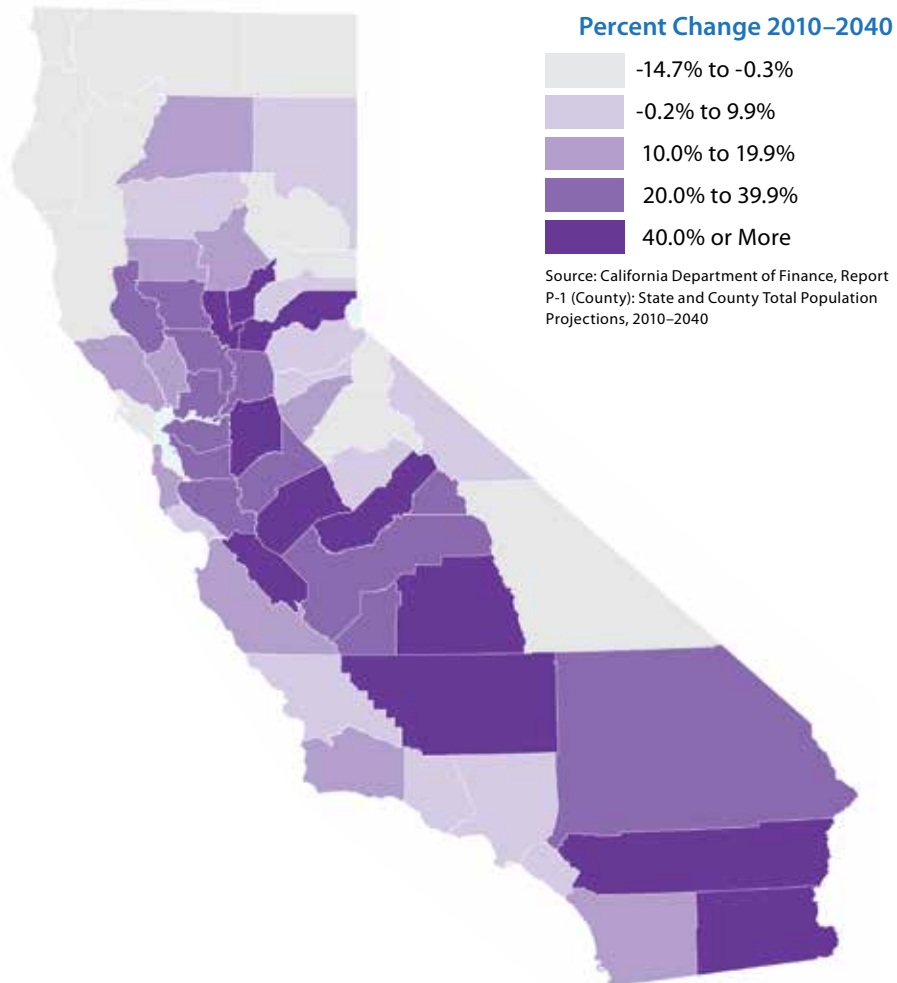 Percent Change 2010–2040
-14.7% to -0.3%
-0.2% to 9.9%
10.0% to 19.9%
20.0% to 39.9%
40.0% or More
Source: California Department of Finance, Report
P-1 (County): State and County Total Population
Projections, 2010–2040